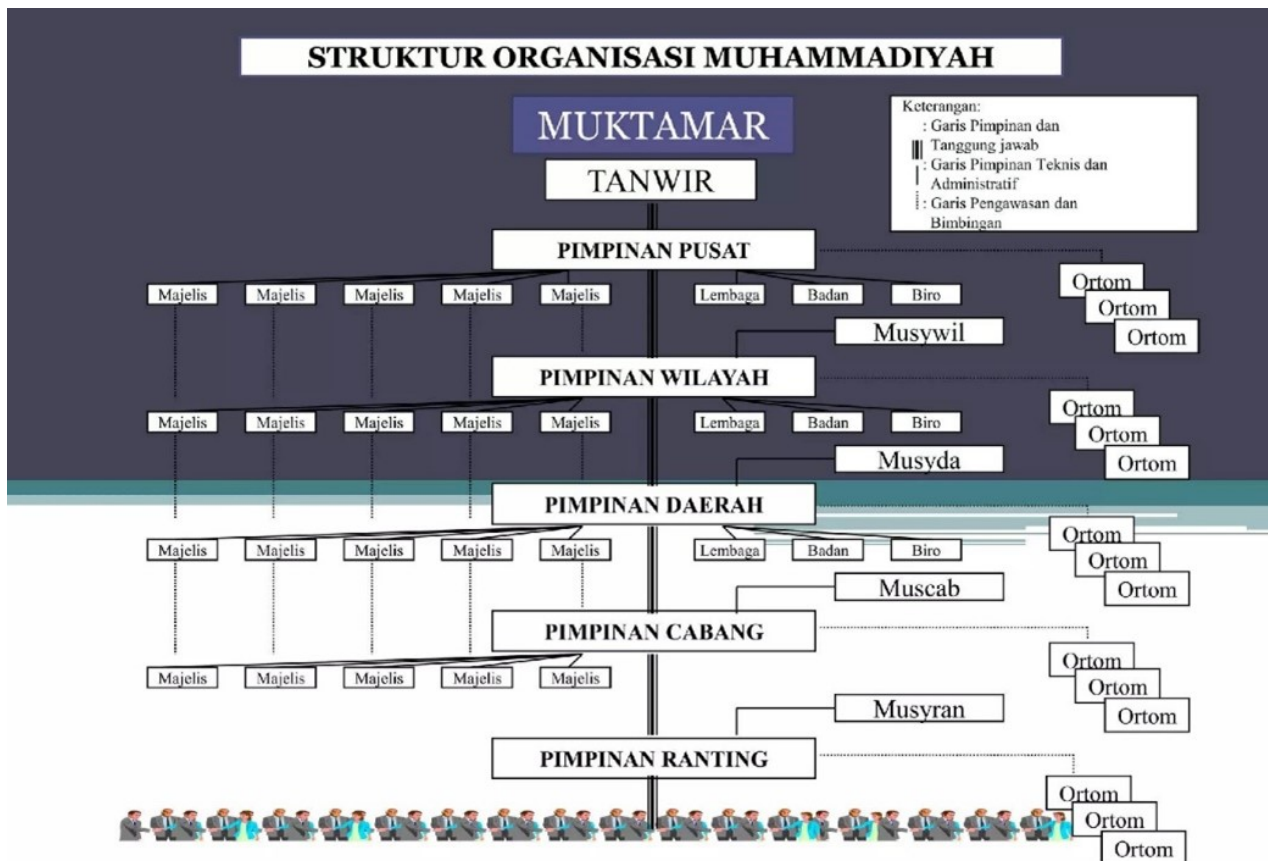 STRUKTUR ORGANISASI MUHAMMADIYAH
MUKTAMAR
TANWIR
Keterangan:
: Garis Pimpinan dan
Tanggung jawab
: Garis Pimpinan Teknis dan
Administratif
: Garis Pengawasan dan
Bimbingan
PIMPINAN PUSAT
Majelis Majelis Majelis Majelis Majelis Lembaga Badan Biro
Ortom
Ortom
Ortom
Musywil
PIMPINAN WILAYAH
Majelis Majelis Majelis Majelis Majelis Lembaga Badan Biro
Ortom
Ortom
Ortom
Musyda
PIMPINAN DAERAH
Majelis Majelis Majelis Majelis Majelis Lembaga Badan Biro
Ortom
Ortom
Ortom
Muscab
PIMPINAN CABANG
Majelis Majelis Majelis Majelis Majelis
Ortom
Ortom
Ortom
Musyran
PIMPINAN RANTING
Ortom
Ortom
Ortom